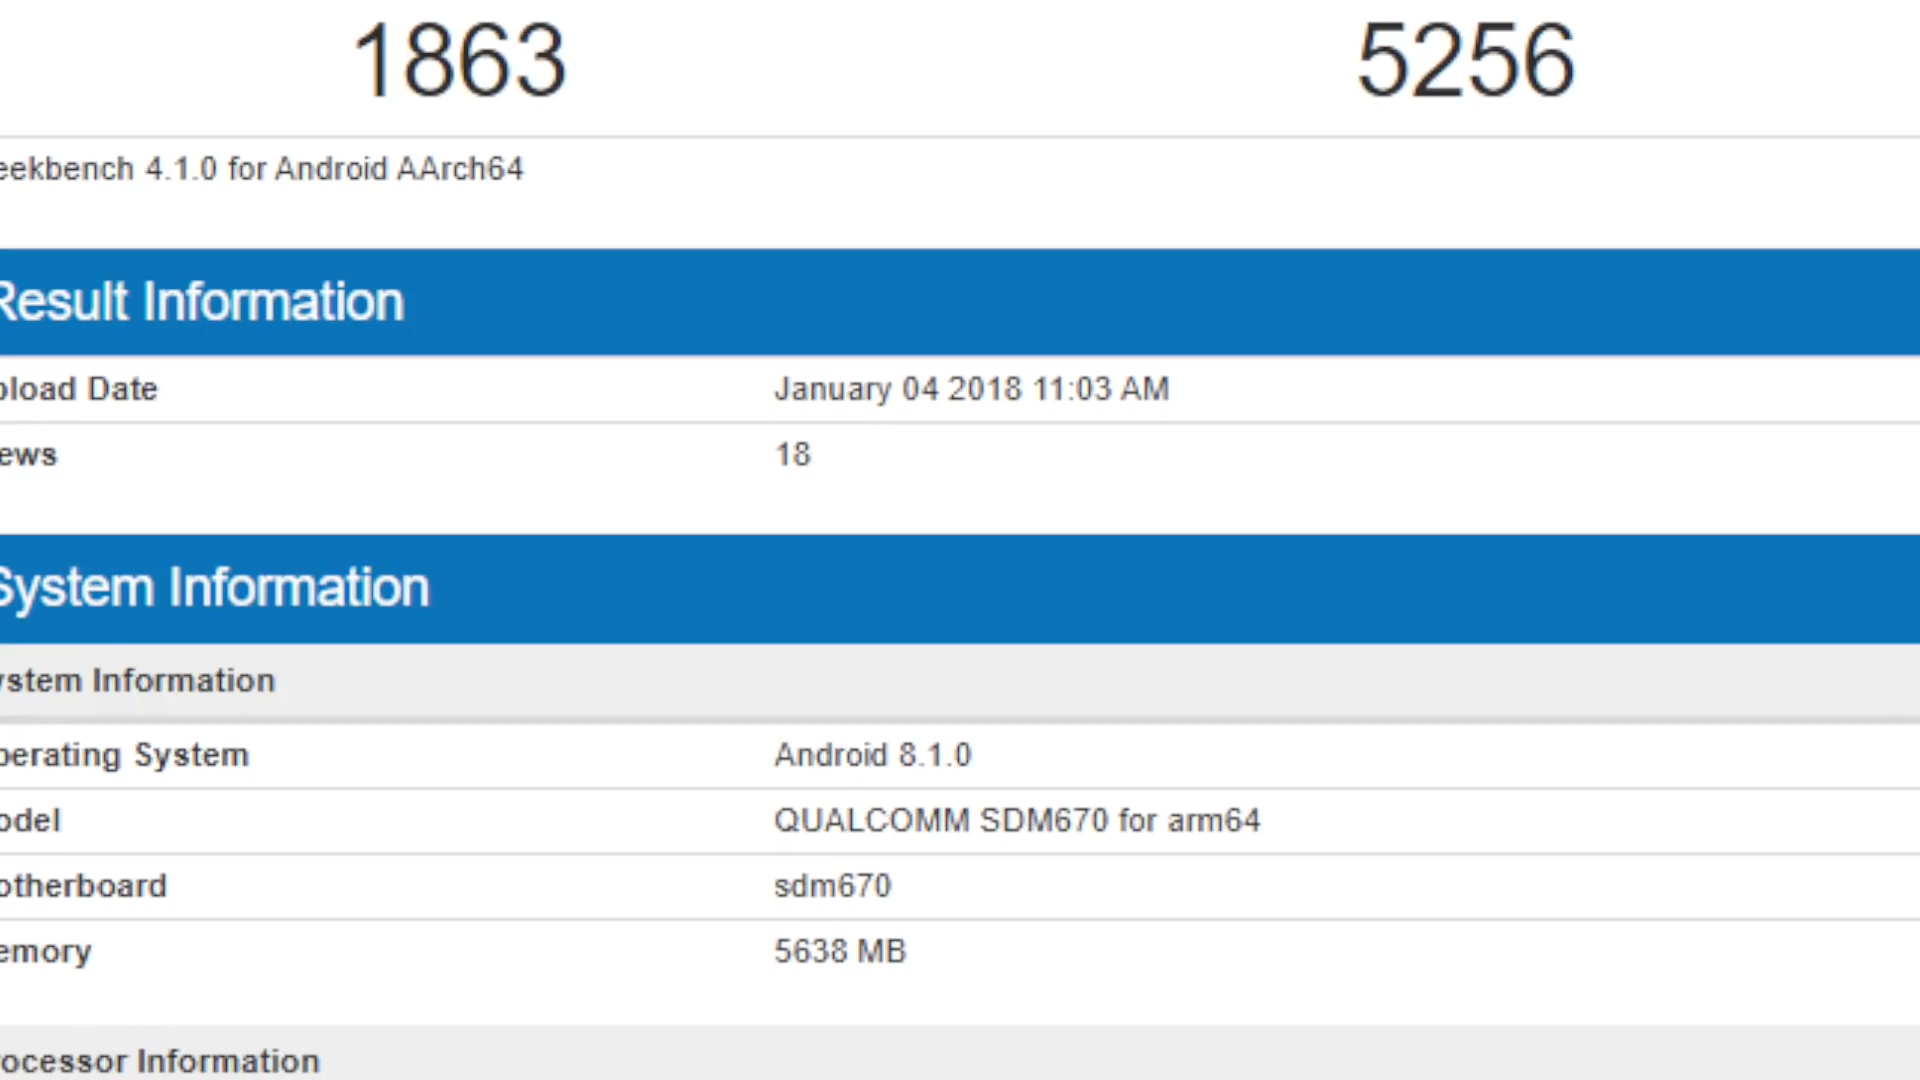 1863 5256
eekbench 4.1.0 for Android AArch64
Result Information
pload Date January 04 2018 11:03 AM
ews 18
System Information
ystem Information
perating System Android 8.1.0
odel QUALCOMM SDM670 for arm64
otherboard sdm670
emory 5638 MB
ocessor Information